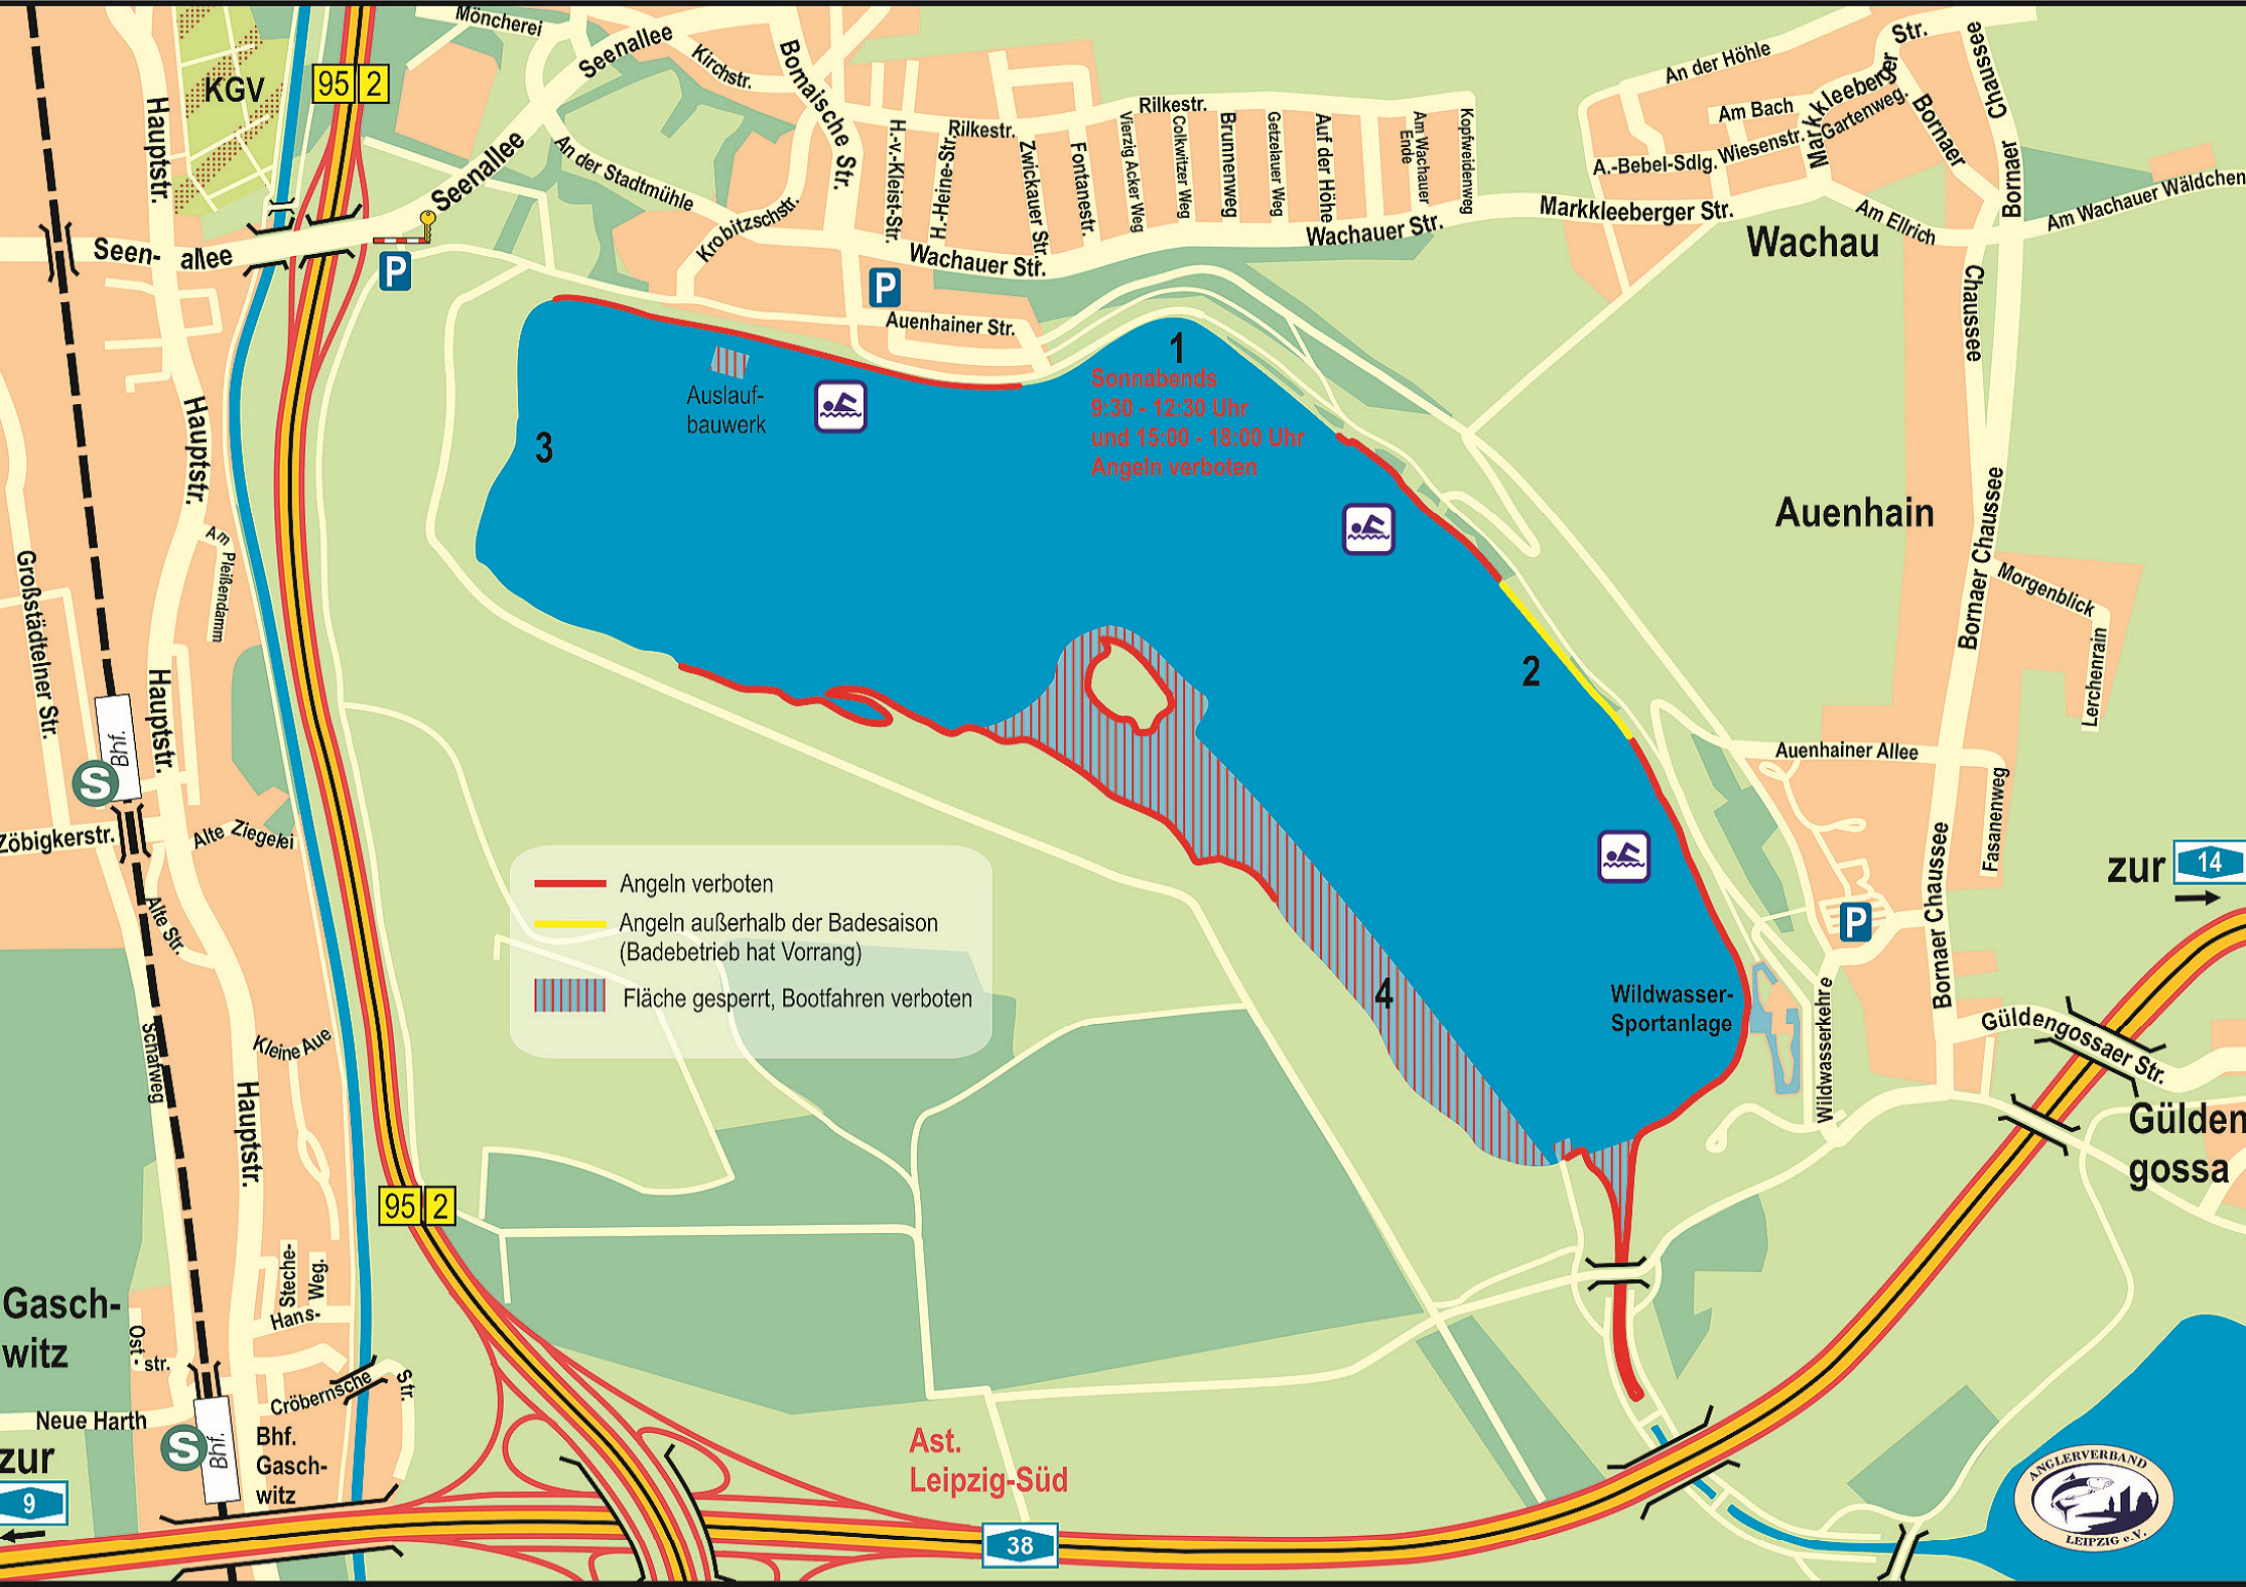 Möncherei
Seenallee
Kirchstr.
Bornaische Str.
KGV
95 2
Hauptstr.
Seenallee
An der Stadtmühle
Krobitzschstr.
Seen- allee
P
Rilkestr.
Rilkestr.
H.-v.-Kleist-Str.
H.-Heine-Str.
Zwickauer Str.
Fontanestr.
Vierzig Acker Weg
Collkwitzer Weg
Brunnenweg
Getzelauer Weg
Auf der Höhe
Am Wachauer
Ende
Kopfweidenweg
Wachauer Str.
Wachauer Str.
An der Höhle
Am Bach
Markkleeberger
Str.
Gartenweg.
Wiesenstr.
A.-Bebel-Sdlg.
Bornaer
Chaussee
Bornaer
Chaussee
Am Wachauer Wäldchen
Am Ellrich
Markkleeberger Str.
Wachau
P
Auenhainer Str.
1
Sonnabends
9:30 - 12:30 Uhr
und 15:00 - 18:00 Uhr
Angeln verboten
Auslauf-
bauwerk
3
Hauptstr.
Am Pleißendamm
Großstädtelner Str.
Auenhain
Bornaer Chaussee
Morgenblick
Lerchenrain
2
Hauptstr.
Bhf.
S
Zöbigkerstr.
Alte Ziegelei
Alte Str.
Auenhainer Allee
Fasanenweg
Bornaer Chaussee
zur 14
P
Angeln verboten
Angeln außerhalb der Badesaison
(Badebetrieb hat Vorrang)
Fläche gesperrt, Bootfahren verboten
4
Wildwasser-
Sportanlage
Wildwasserkehre
Güldengossaer Str.
Gülden
gossa
Schafweg
Kleine Aue
Hauptstr.
95 2
Steche-
Weg.
Hans-
Gasch-
witz
Ost-
str.
Cröbernsche
Str.
Neue Harth
zur
9
S
Bhf.
Bhf.
Gasch-
witz
Ast.
Leipzig-Süd
38
ANGLERVERBAND
LEIPZIG e.V.